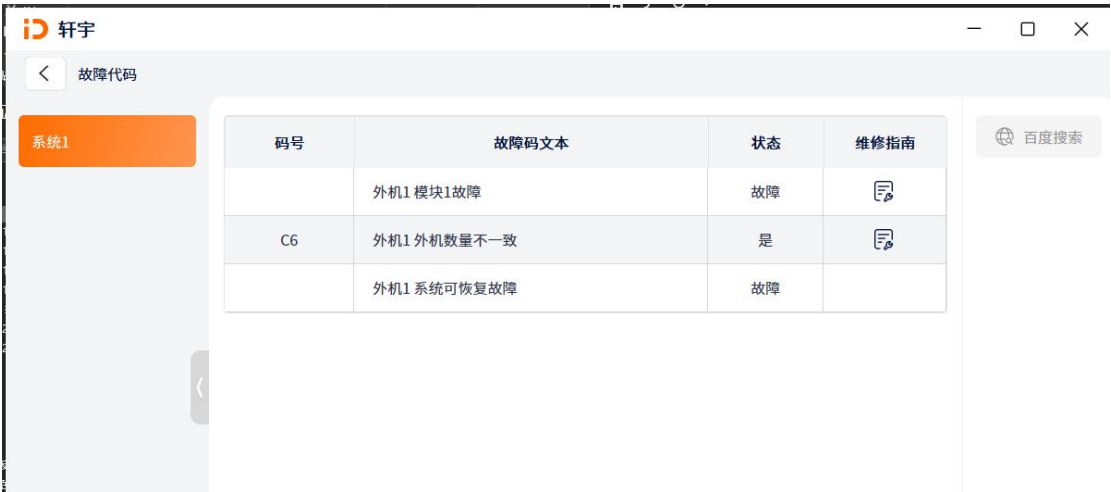 轩宇
故障代码
系统1
码号 故障码文本 状态 维修指南
外机1 模块1故障 故障
C6 外机1 外机数量不一致 是
外机1 系统可恢复故障 故障
百度搜索